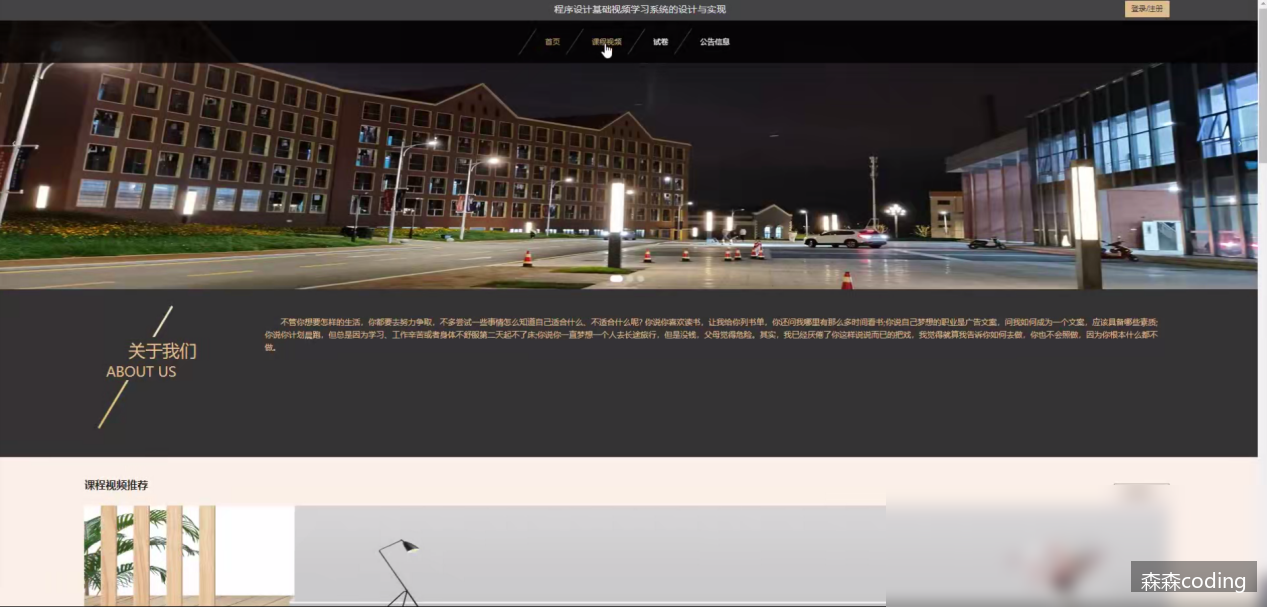 程序设计基础视频学习系统的设计与实现
登录/注册
首页
课程视频
试卷
公告信息
关于我们
ABOUT US
不管你想要怎样的生活，你都要去努力争取，不多尝试一些事情怎么知道自己适合什么、不适合什么呢? 你说你喜欢读书，让我给你列书单，你还问我哪里有那么多时间看书;你说自己梦想的职业是广告文案，问我如何成为一个文案，应该具备哪些素质;
你说你计划晨跑，但总是因为学习、工作辛苦或者身体不舒服第二天起不了床;你说你一直梦想一个人去长途旅行，但是没钱，父母觉得危险。其实，我已经厌倦了你这样说说而已的把戏，我觉得就算我告诉你如何去做，你也不会照做，因为你根本什么都不
做。
课程视频推荐
森森coding